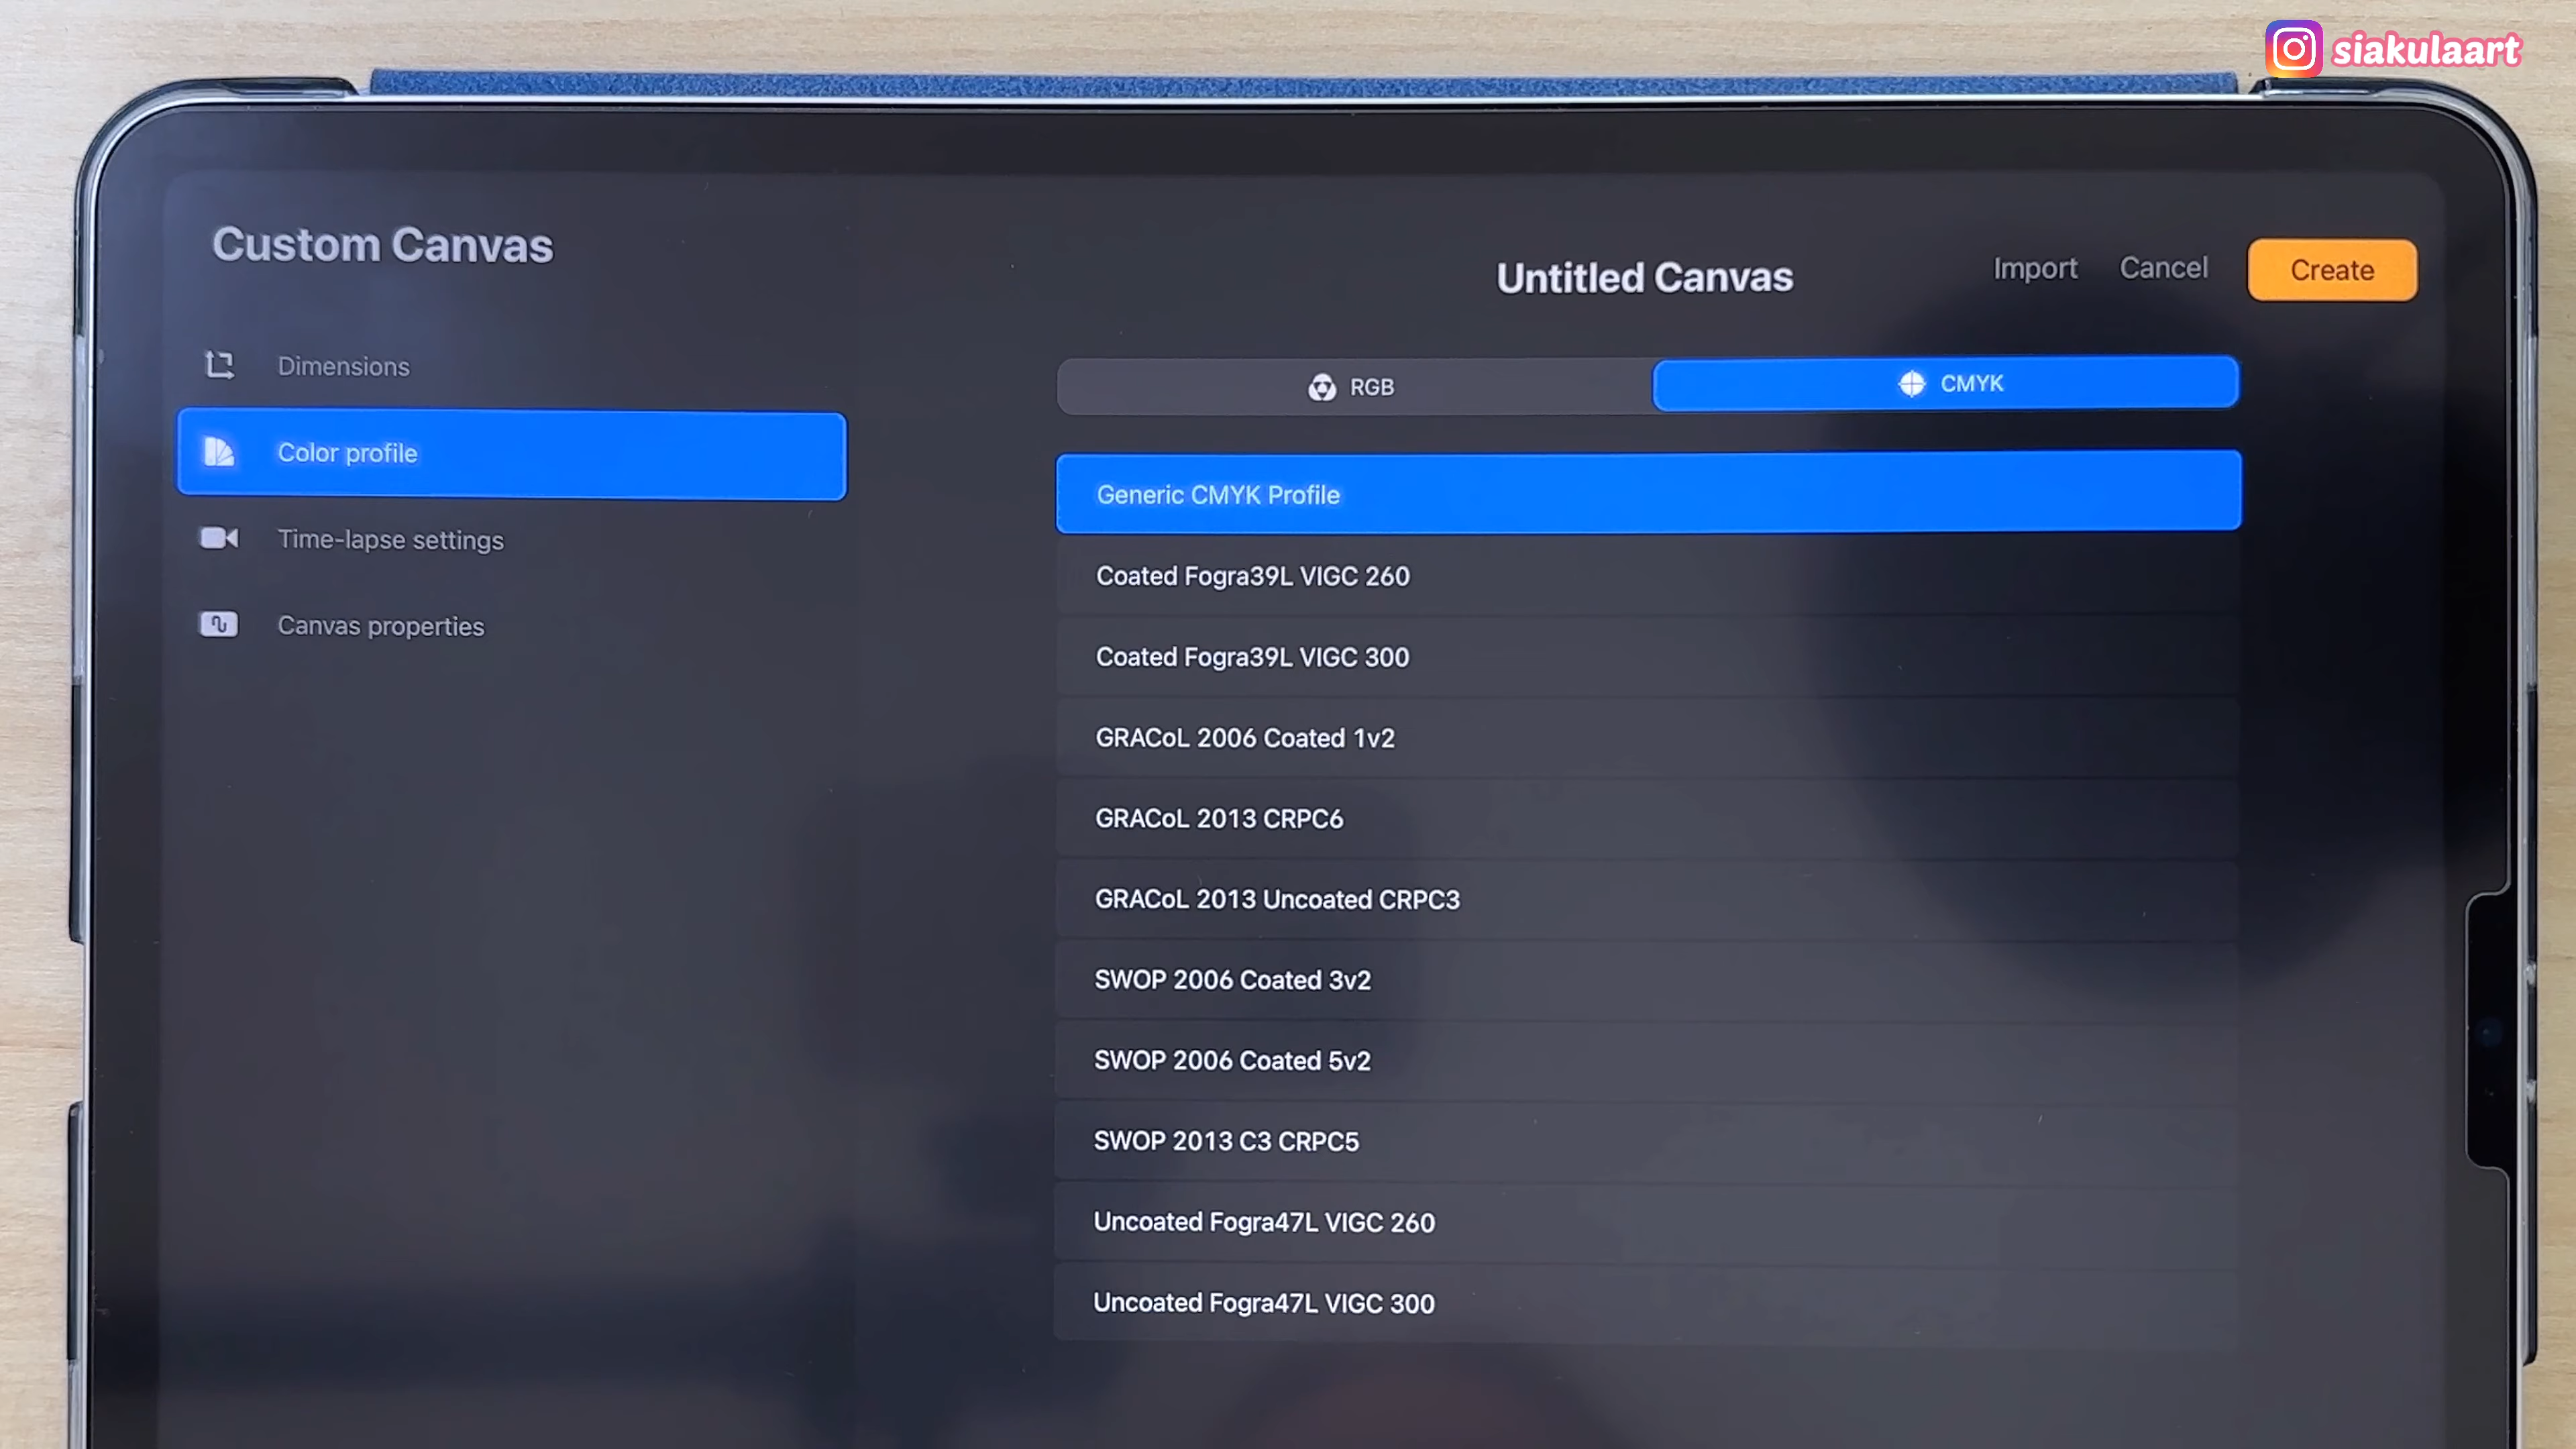 siakulaart
Custom Canvas
Untitled Canvas
Import
Cancel
Create
Dimensions
Color profile
Time-lapse settings
Canvas properties
RGB
CMYK
Generic CMYK Profile
Coated Fogra39L VIGC 260
Coated Fogra39L VIGC 300
GRACoL 2006 Coated 1v2
GRACoL 2013 CRPC6
GRACoL 2013 Uncoated CRPC3
SWOP 2006 Coated 3v2
SWOP 2006 Coated 5v2
SWOP 2013 C3 CRPC5
Uncoated Fogra47L VIGC 260
Uncoated Fogra47L VIGC 300